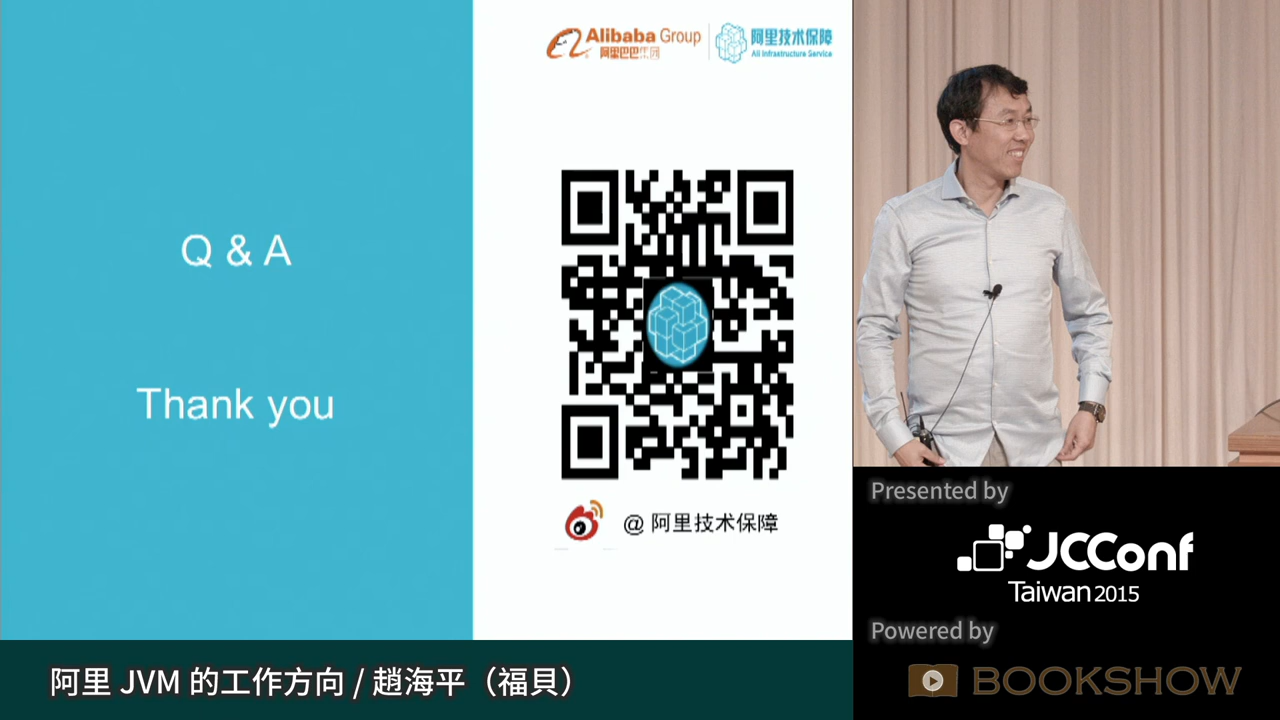 Q & A
Thank you
Alibaba Group
阿里巴巴集团
阿里技术保障
Ali Infrastructure Service
@ 阿里技术保障
Presented by
JCConf
Taiwan 2015
Powered by
BOOKSHOW
阿里 JVM 的工作方向 / 趙海平（福貝）